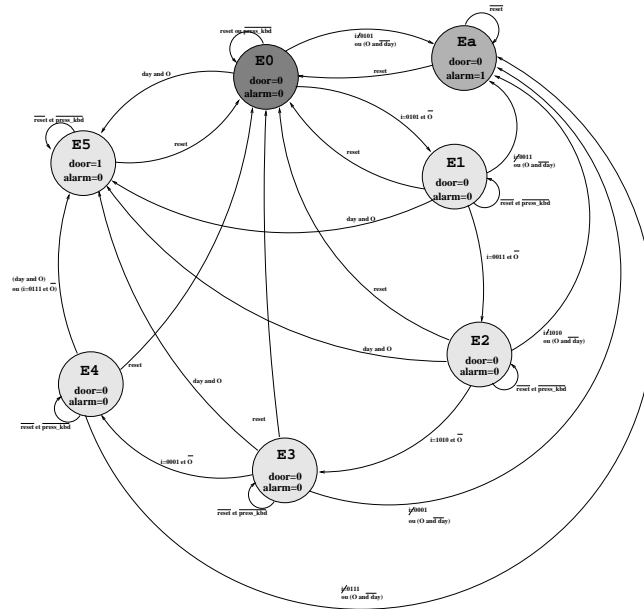 reset
reset ou press_kbd
i≠0101
ou (O and day)
Ea
door=0
alarm=1
E0
door=0
alarm=0
reset
day and O
i=0101 et O
reset et press_kbd
E5
door=1
alarm=0
reset
reset
E1
door=0
alarm=0
i≠0011
ou (O and day)
reset et press_kbd
day and O
i=0011 et O
(day and O)
ou (i=0111 et O)
reset
i≠1010
ou (O and day)
E2
door=0
alarm=0
day and O
reset
E4
door=0
alarm=0
day and O
reset et press_kbd
reset
reset et press_kbd
i=1010 et O
E3
door=0
alarm=0
i=0001 et O
reset et press_kbd
i≠0001
ou (O and day)
i≠0111
ou (O and day)